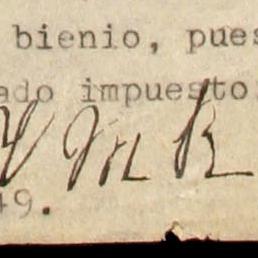 bienio, pues
ado impuesto
49.